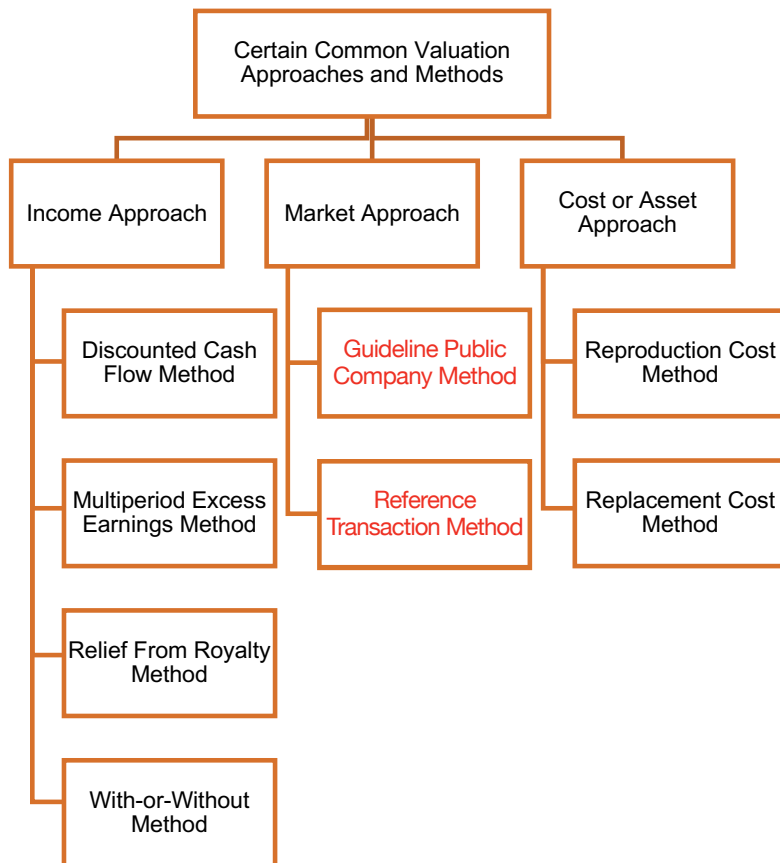 Certain Common Valuation
Approaches and Methods
Income Approach
Market Approach
Cost or Asset
Approach
Discounted Cash
Flow Method
Guideline Public
Company Method
Reproduction Cost
Method
Multiperiod Excess
Earnings Method
Reference
Transaction Method
Replacement Cost
Method
Relief From Royalty
Method
With-or-Without
Method